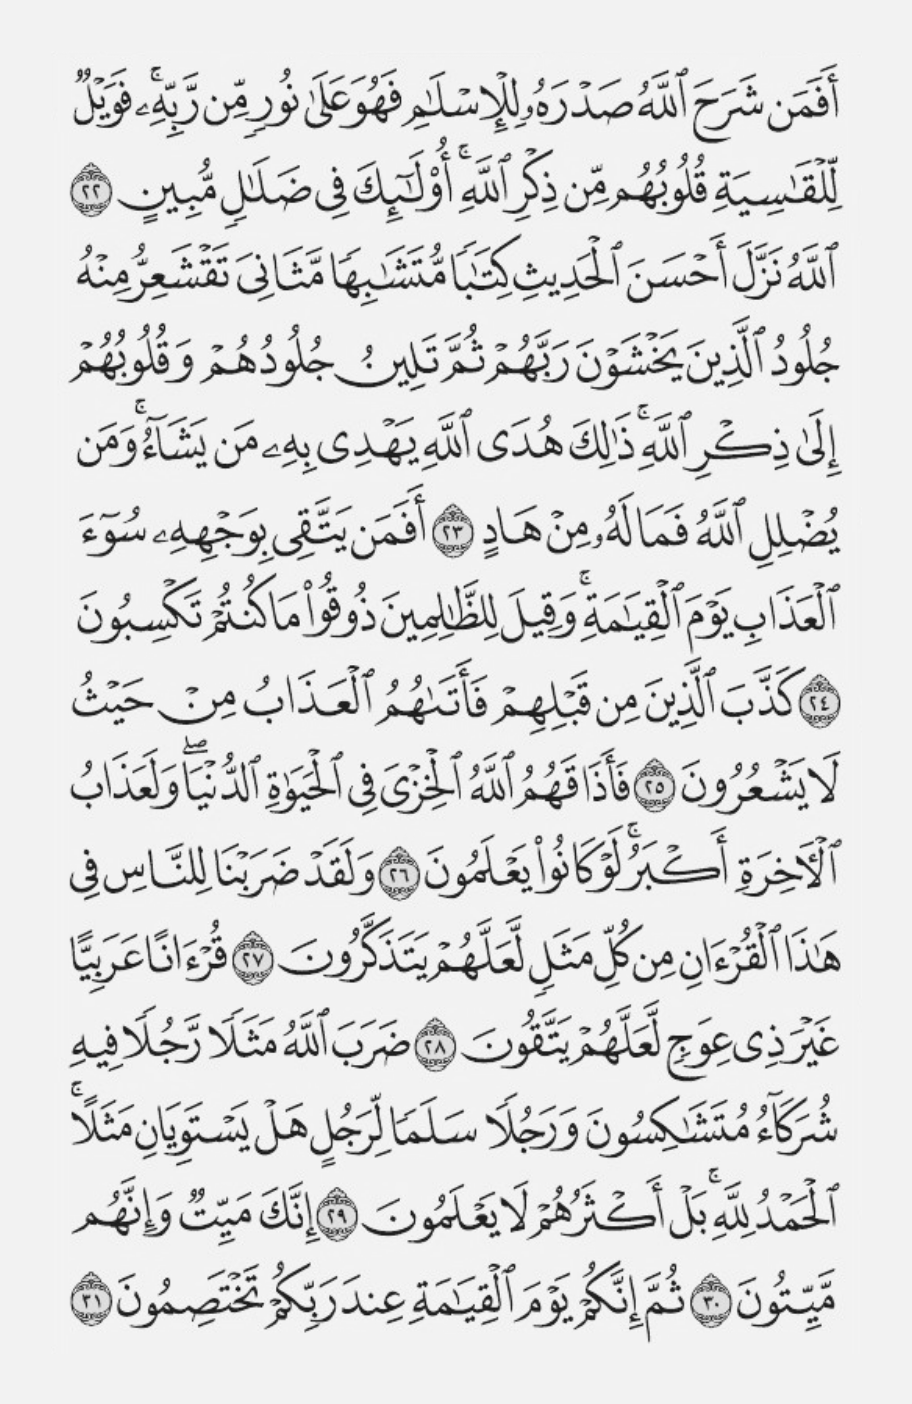 أَفَمَن شَرَحَ ٱللَّهُ صَدْرَهُۥ لِلْإِسْلَـٰمِ فَهُوَ عَلَىٰ نُورٍ مِّن رَّبِّهِۦۚ فَوَيْلٌ
لِّلْقَـٰسِيَةِ قُلُوبُهُم مِّن ذِكْرِ ٱللَّهِۚ أُو۟لَـٰٓئِكَ فِى ضَلَـٰلٍ مُّبِينٍ ٢٢
ٱللَّهُ نَزَّلَ أَحْسَنَ ٱلْحَدِيثِ كِتَـٰبًا مُّتَشَـٰبِهًا مَّثَانِىَ تَقْشَعِرُّ مِنْهُ
جُلُودُ ٱلَّذِينَ يَخْشَوْنَ رَبَّهُمْ ثُمَّ تَلِينُ جُلُودُهُمْ وَقُلُوبُهُمْ
إِلَىٰ ذِكْرِ ٱللَّهِۚ ذَٰلِكَ هُدَى ٱللَّهِ يَهْدِى بِهِۦ مَن يَشَآءُۚ وَمَن
يُضْلِلِ ٱللَّهُ فَمَا لَهُۥ مِنْ هَادٍ ٢٣ أَفَمَن يَتَّقِى بِوَجْهِهِۦ سُوٓءَ
ٱلْعَذَابِ يَوْمَ ٱلْقِيَـٰمَةِۚ وَقِيلَ لِلظَّـٰلِمِينَ ذُوقُوا۟ مَا كُنتُمْ تَكْسِبُونَ
٢٤ كَذَّبَ ٱلَّذِينَ مِن قَبْلِهِمْ فَأَتَىٰهُمُ ٱلْعَذَابُ مِنْ حَيْثُ
لَا يَشْعُرُونَ ٢٥ فَأَذَاقَهُمُ ٱللَّهُ ٱلْخِزْىَ فِى ٱلْحَيَوٰةِ ٱلدُّنْيَاۖ وَلَعَذَابُ
ٱلْـَٔاخِرَةِ أَكْبَرُۚ لَوْ كَانُوا۟ يَعْلَمُونَ ٢٦ وَلَقَدْ ضَرَبْنَا لِلنَّاسِ فِى
هَـٰذَا ٱلْقُرْءَانِ مِن كُلِّ مَثَلٍ لَّعَلَّهُمْ يَتَذَكَّرُونَ ٢٧ قُرْءَانًا عَرَبِيًّا
غَيْرَ ذِى عِوَجٍ لَّعَلَّهُمْ يَتَّقُونَ ٢٨ ضَرَبَ ٱللَّهُ مَثَلًا رَّجُلًا فِيهِ
شُرَكَآءُ مُتَشَـٰكِسُونَ وَرَجُلًا سَلَمًا لِّرَجُلٍ هَلْ يَسْتَوِيَانِ مَثَلًاۚ
ٱلْحَمْدُ لِلَّهِۚ بَلْ أَكْثَرُهُمْ لَا يَعْلَمُونَ ٢٩ إِنَّكَ مَيِّتٌ وَإِنَّهُم
مَّيِّتُونَ ٣٠ ثُمَّ إِنَّكُمْ يَوْمَ ٱلْقِيَـٰمَةِ عِندَ رَبِّكُمْ تَخْتَصِمُونَ ٣١